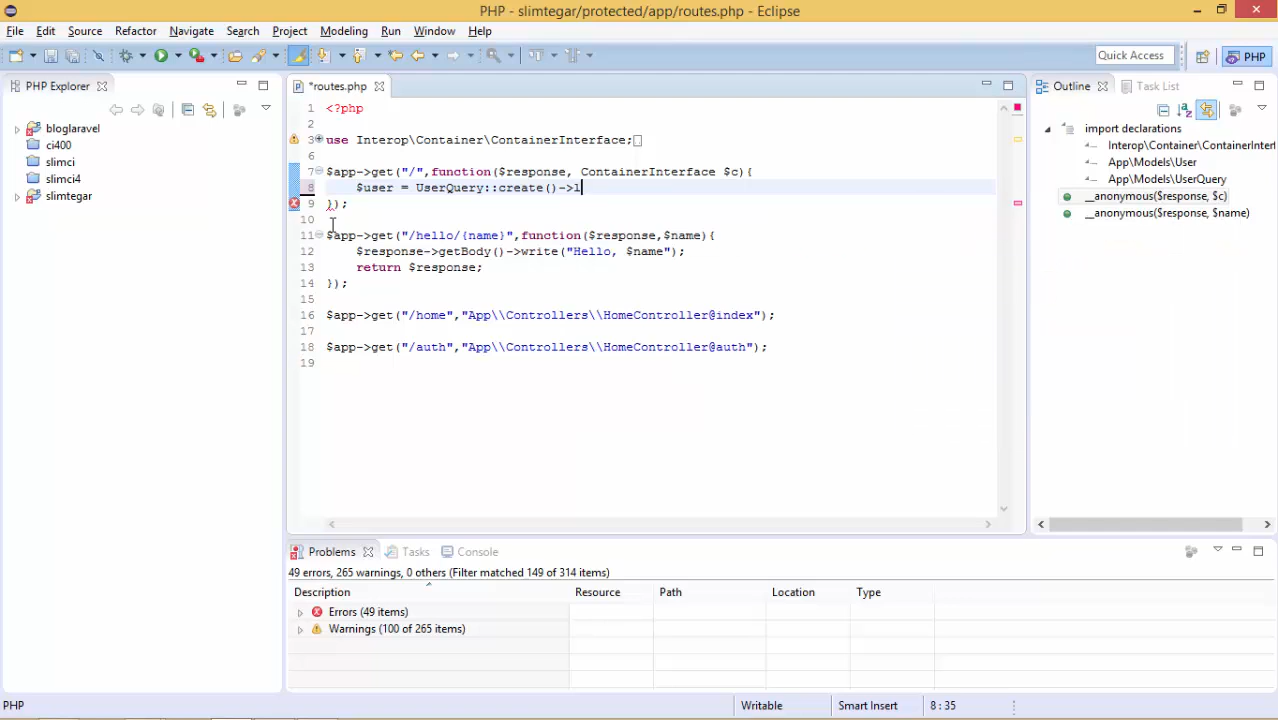 PHP - slimtegar/protected/app/routes.php - Eclipse
File Edit Source Refactor Navigate Search Project Modeling Run Window Help
Quick Access
PHP
PHP Explorer
*routes.php
Outline
Task List
bloglaravel
ci400
slimci
slimci4
slimtegar
1 <?php
2
3 use Interop\Container\ContainerInterface;
6
7 $app->get("/",function($response, ContainerInterface $c){
8 $user = UserQuery::create()->l
9 });
10
11 $app->get("/hello/{name}",function($response,$name){
12 $response->getBody()->write("Hello, $name");
13 return $response;
14 });
15
16 $app->get("/home","App\\Controllers\\HomeController@index");
17
18 $app->get("/auth","App\\Controllers\\HomeController@auth");
19
import declarations
Interop\Container\ContainerInter
App\Models\User
App\Models\UserQuery
__anonymous($response, $c)
__anonymous($response, $name)
Problems
Tasks
Console
49 errors, 265 warnings, 0 others (Filter matched 149 of 314 items)
Description Resource Path Location Type
Errors (49 items)
Warnings (100 of 265 items)
PHP
Writable
Smart Insert
8 : 35